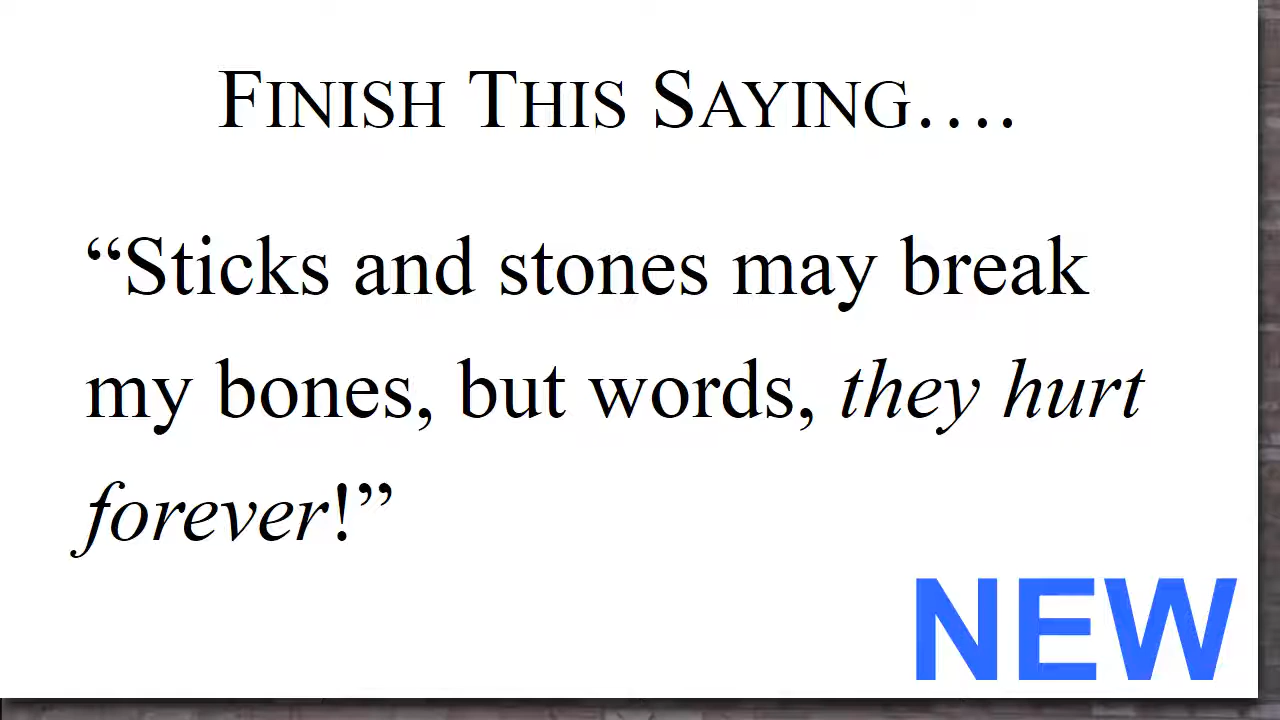 FINISH THIS SAYING….
“Sticks and stones may break
my bones, but words, they hurt
forever!”
NEW